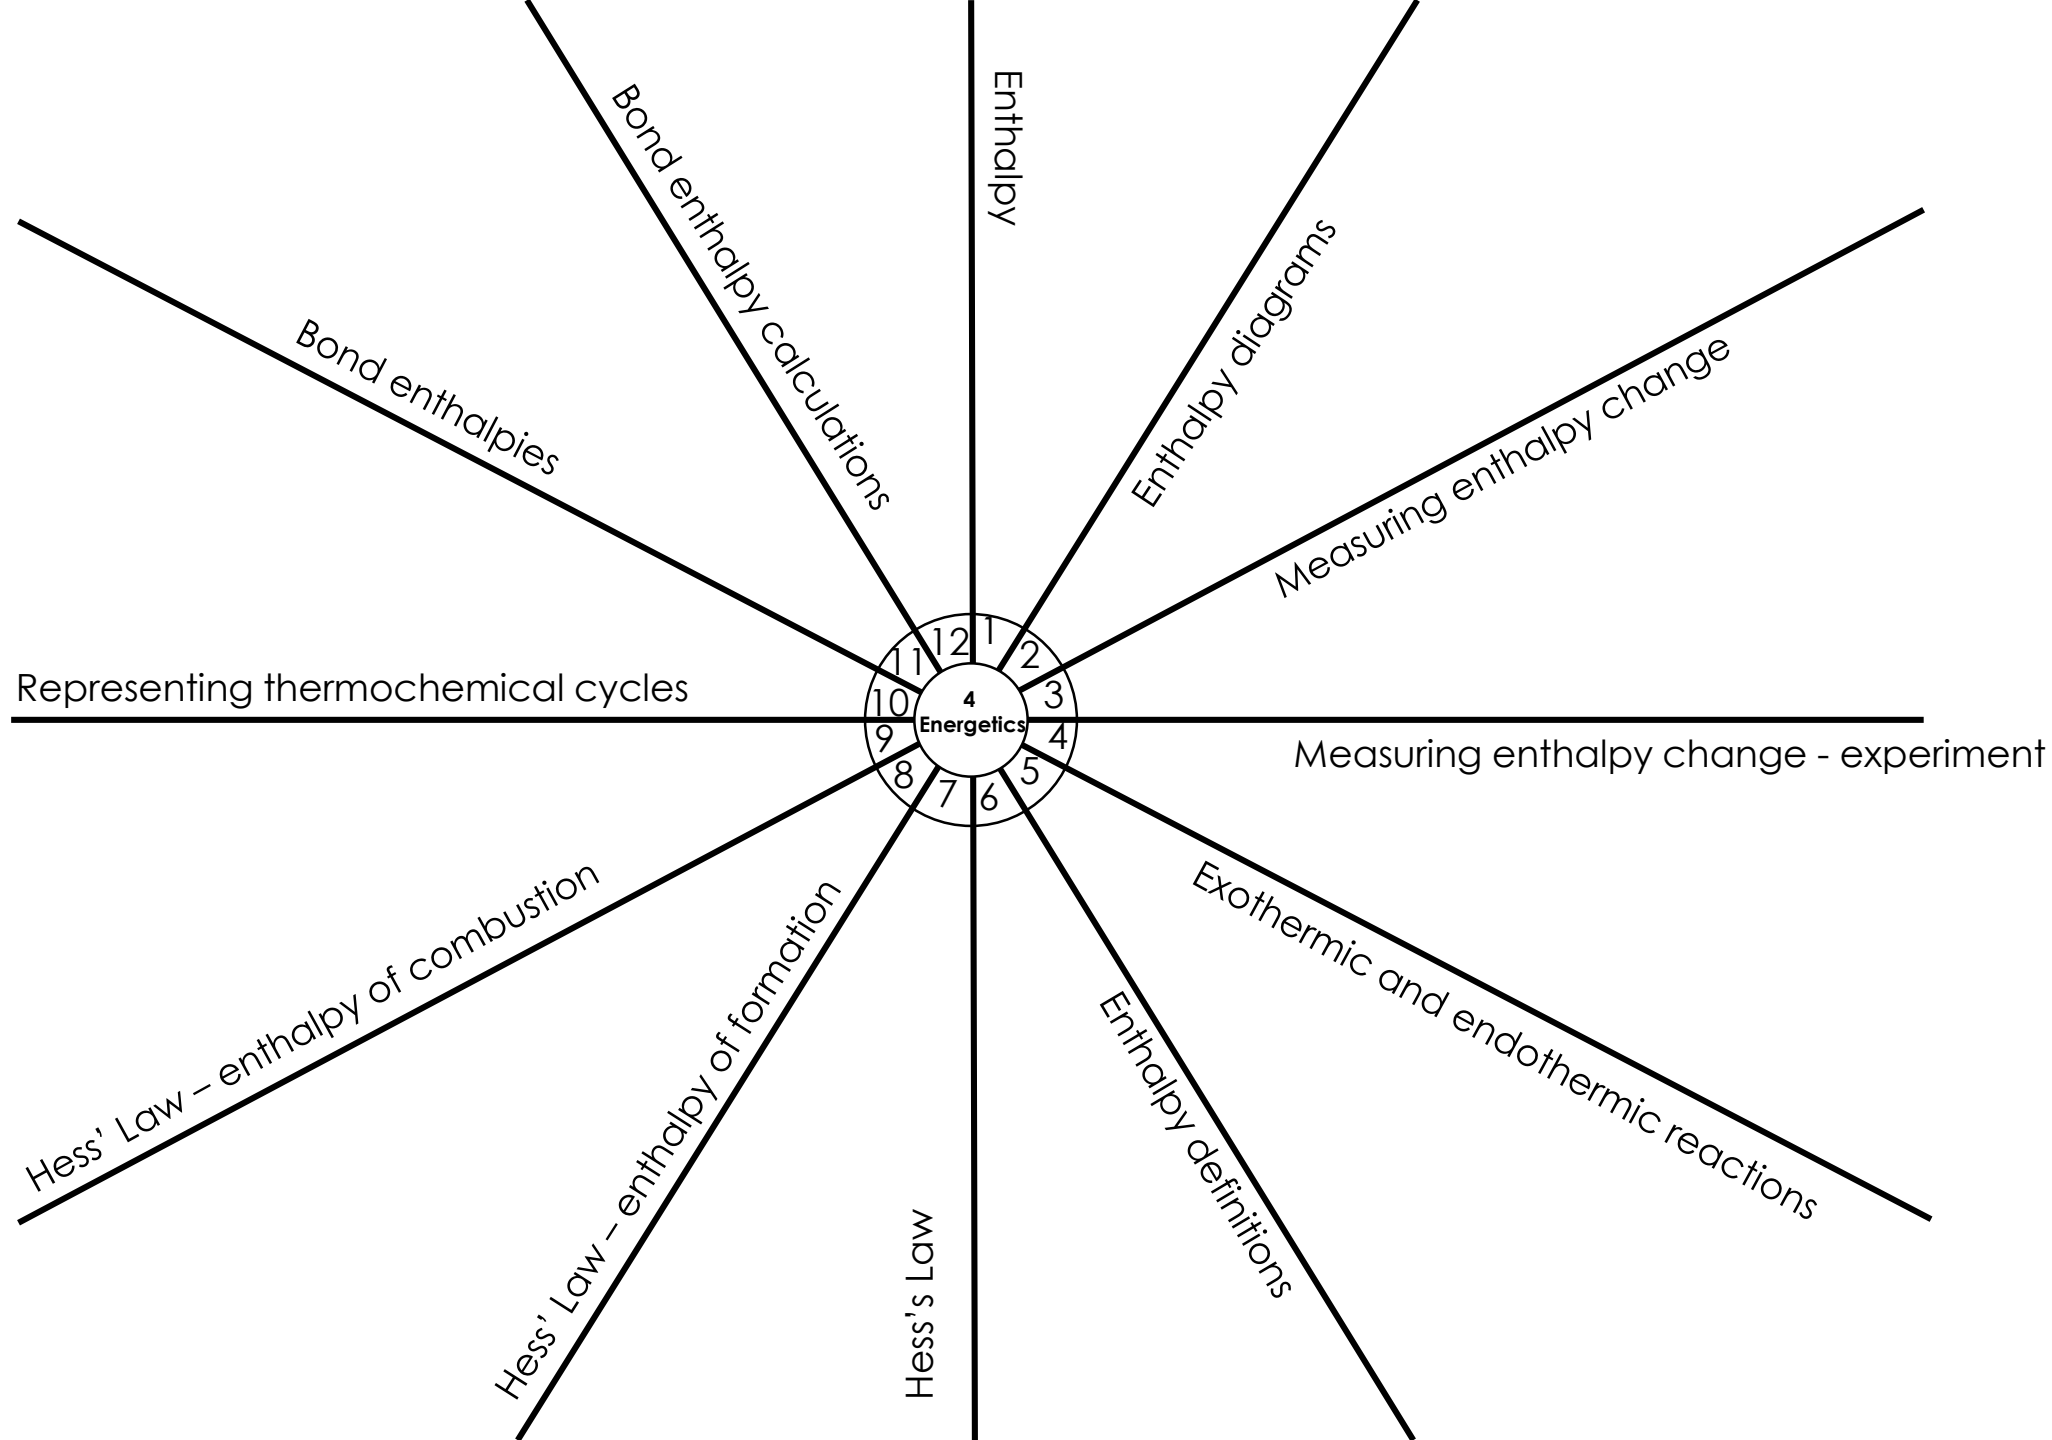 Enthalpy
Enthalpy diagrams
Measuring enthalpy change
Measuring enthalpy change - experiment
Exothermic and endothermic reactions
Enthalpy definitions
Hess's Law
Hess' Law – enthalpy of formation
Hess' Law – enthalpy of combustion
Representing thermochemical cycles
Bond enthalpies
Bond enthalpy calculations
1
2
3
4
5
6
7
8
9
10
11
12
4
Energetics